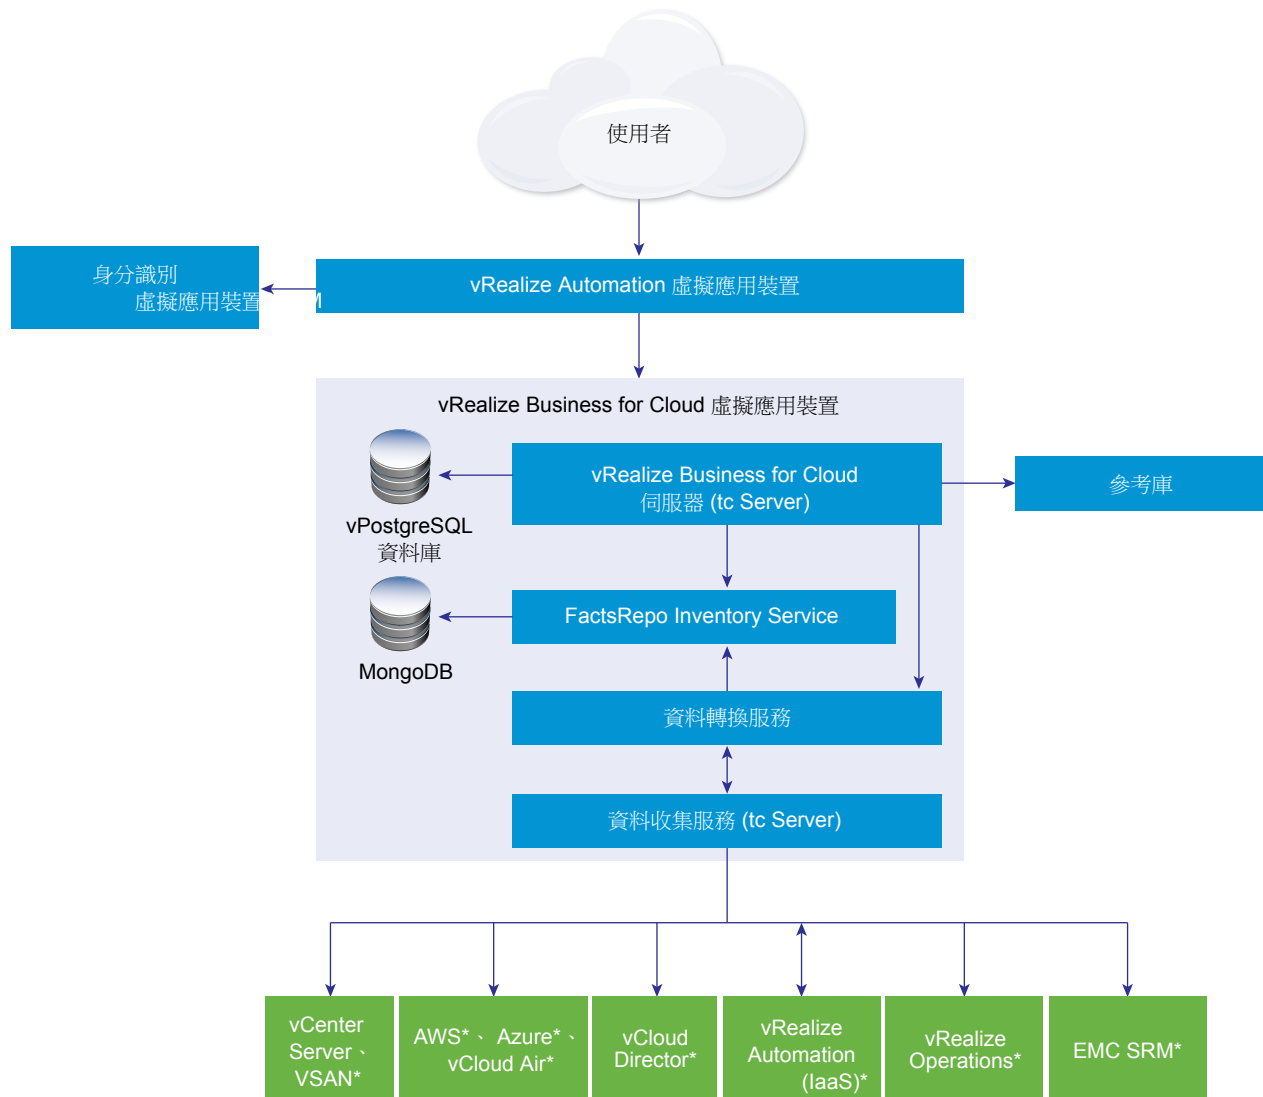 使用者
身分識別
虛擬應用裝置
vRealize Automation 虛擬應用裝置
vRealize Business for Cloud 虛擬應用裝置
vRealize Business for Cloud
伺服器 (tc Server)
參考庫
vPostgreSQL
資料庫
FactsRepo Inventory Service
MongoDB
資料轉換服務
資料收集服務 (tc Server)
vCenter
Server、
VSAN*
AWS*、Azure*、
vCloud Air*
vCloud
Director*
vRealize
Automation
(IaaS)*
vRealize
Operations*
EMC SRM*